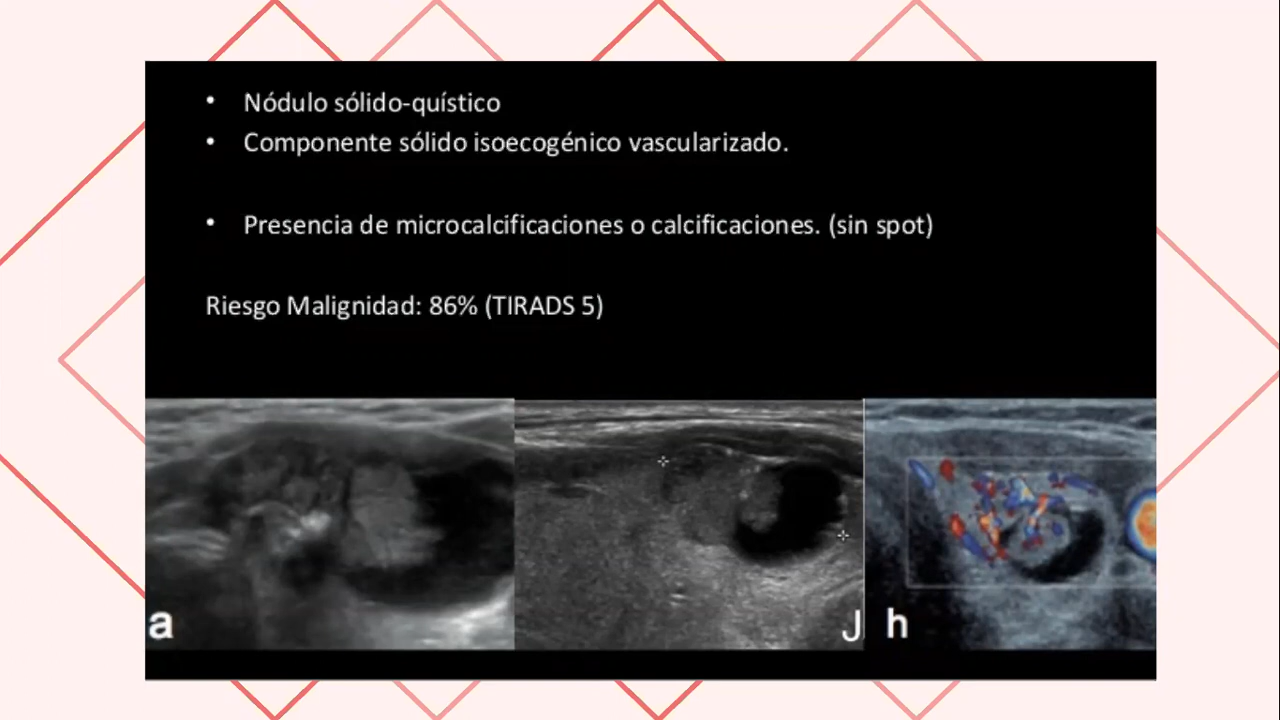 • Nódulo sólido-quístico
• Componente sólido isoecogénico vascularizado.
• Presencia de microcalcificaciones o calcificaciones. (sin spot)
Riesgo Malignidad: 86% (TIRADS 5)
a J h